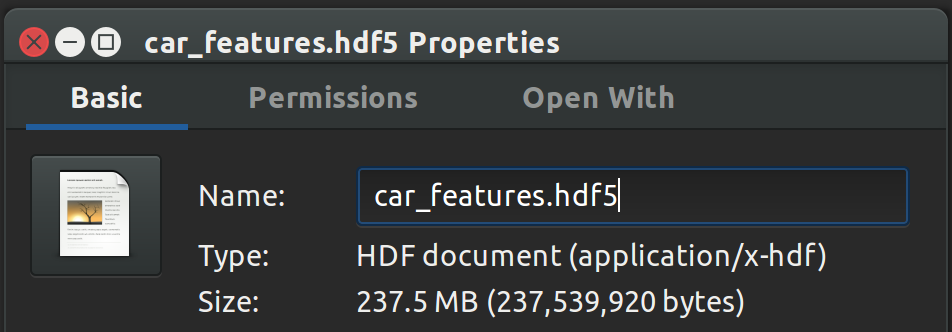 car_features.hdf5 Properties
Basic Permissions Open With
Name: car_features.hdf5
Type: HDF document (application/x-hdf)
Size: 237.5 MB (237,539,920 bytes)